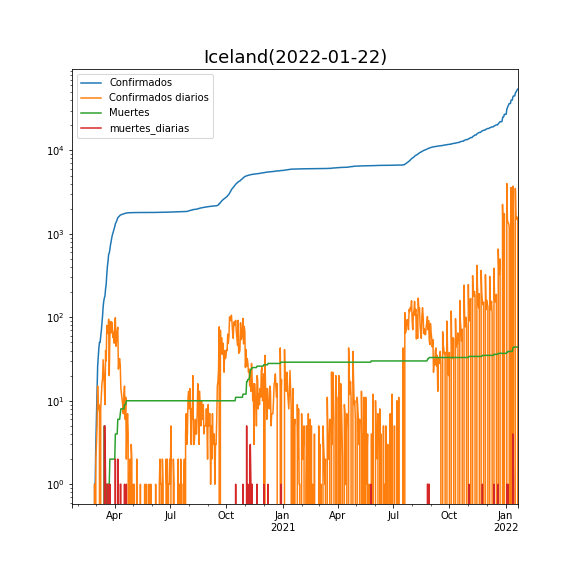 Iceland(2022-01-22)
Confirmados
Confirmados diarios
Muertes
muertes_diarias
10⁴
10³
10²
10¹
10⁰
Apr Jul Oct Jan Apr Jul Oct Jan
2021 2022